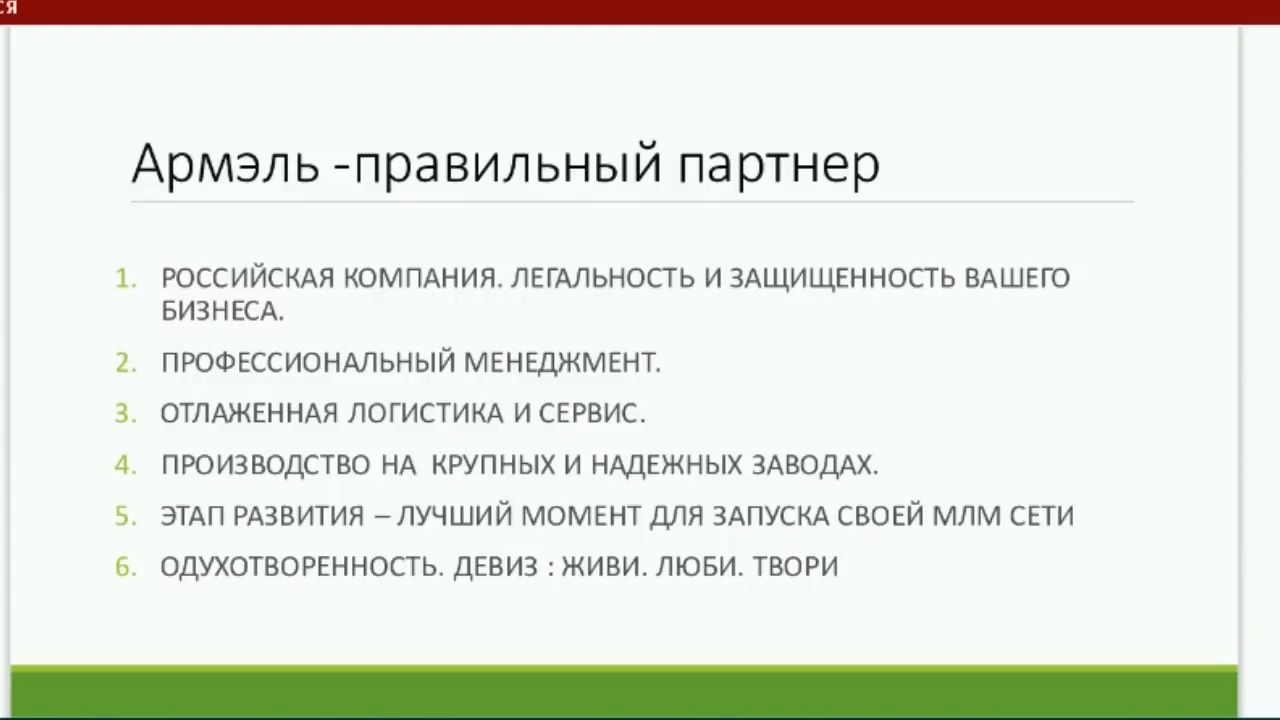 СЯ
Армэль -правильный партнер
1. РОССИЙСКАЯ КОМПАНИЯ. ЛЕГАЛЬНОСТЬ И ЗАЩИЩЕННОСТЬ ВАШЕГО
БИЗНЕСА.
2. ПРОФЕССИОНАЛЬНЫЙ МЕНЕДЖМЕНТ.
3. ОТЛАЖЕННАЯ ЛОГИСТИКА И СЕРВИС.
4. ПРОИЗВОДСТВО НА КРУПНЫХ И НАДЕЖНЫХ ЗАВОДАХ.
5. ЭТАП РАЗВИТИЯ – ЛУЧШИЙ МОМЕНТ ДЛЯ ЗАПУСКА СВОЕЙ МЛМ СЕТИ
6. ОДУХОТВОРЕННОСТЬ. ДЕВИЗ : ЖИВИ. ЛЮБИ. ТВОРИ